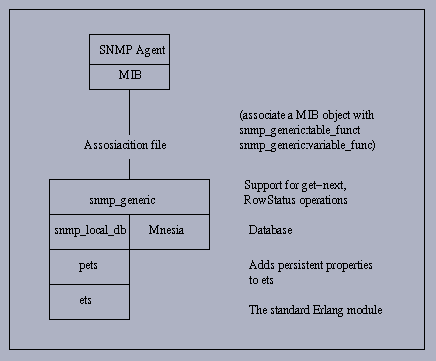 SNMP Agent
MIB
(associate a MIB object with
snmp_generic:table_funct
snmp_generic:variable_func)
Assosiacition file
snmp_generic
Support for get-next,
RowStatus operations
snmp_local_db
Mnesia
Database
pets
Adds persistent properties
to ets
ets
The standard Erlang module